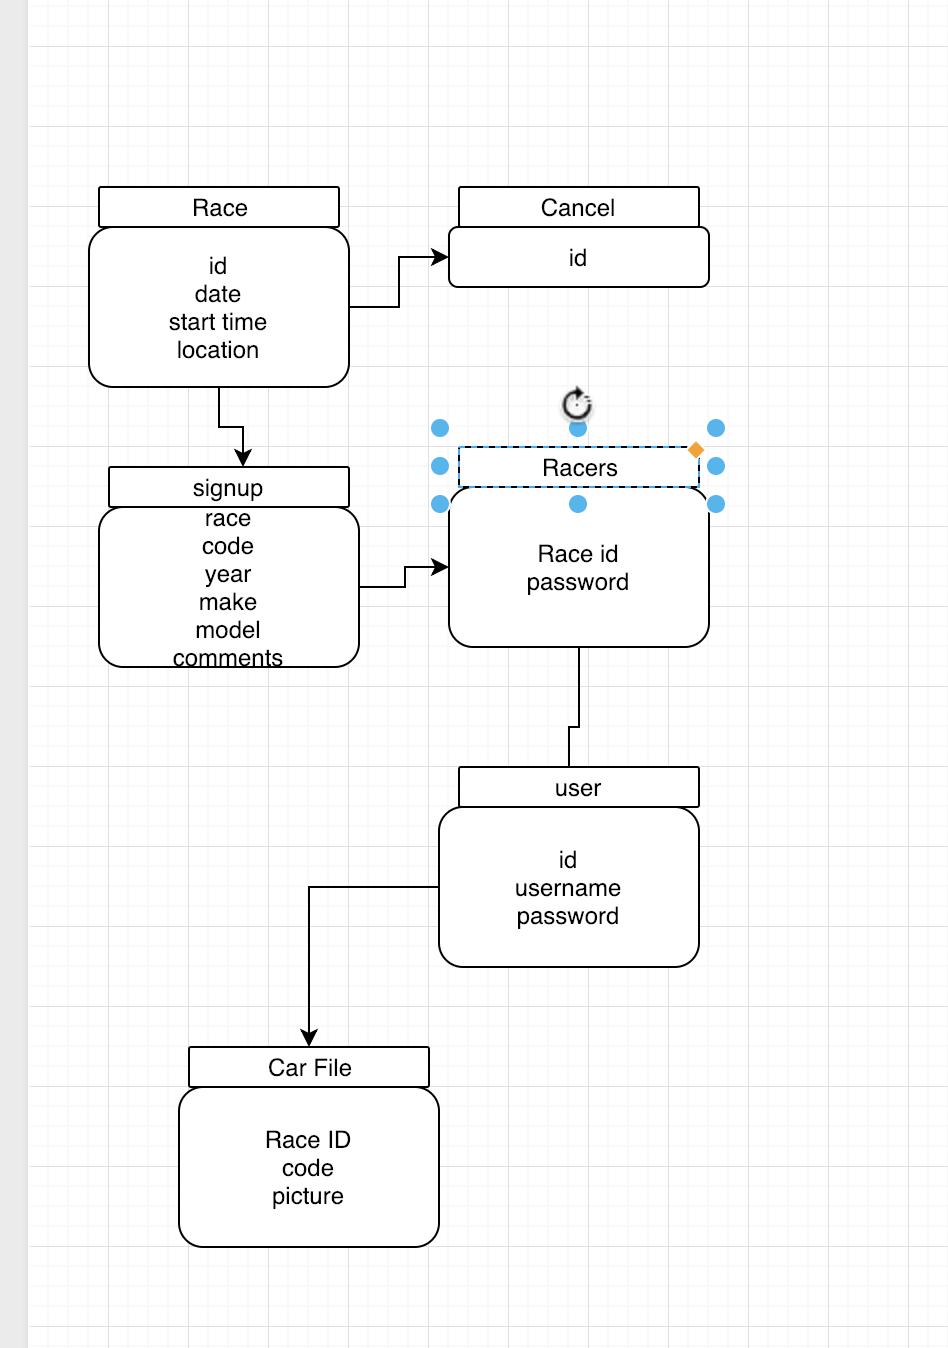 Race
id
date
start time
location
Cancel
id
signup
race
code
year
make
model
comments
Racers
Race id
password
user
id
username
password
Car File
Race ID
code
picture